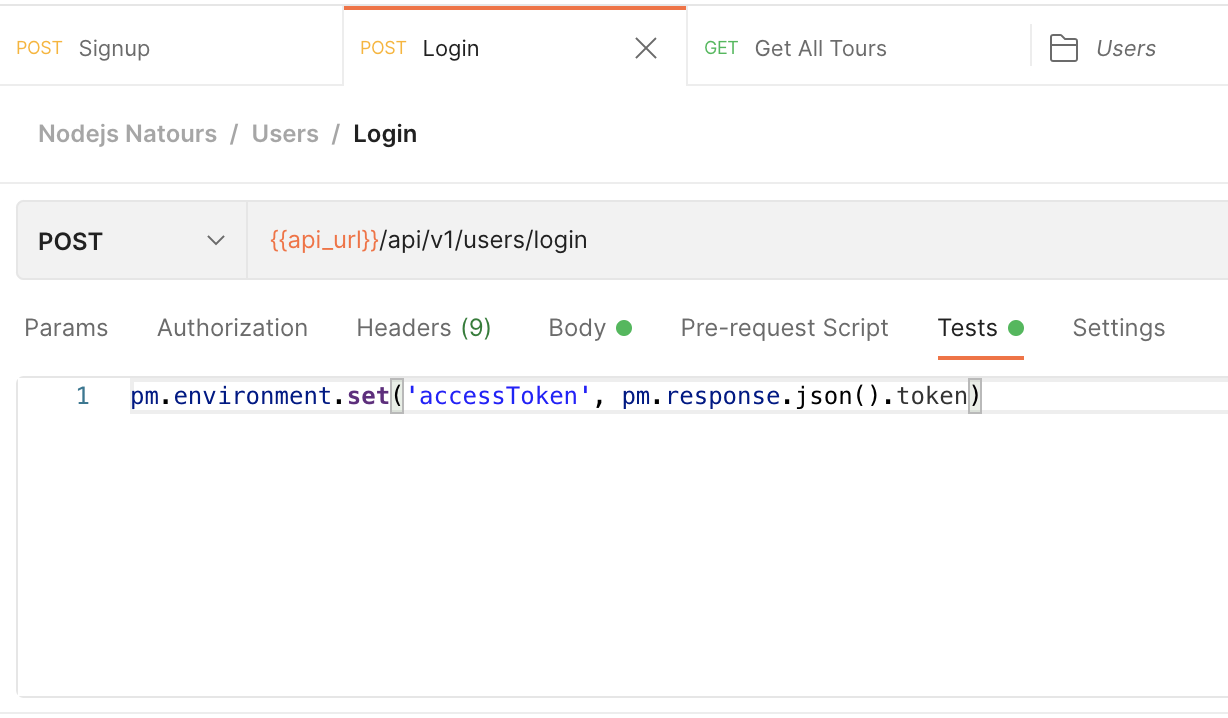 POST Signup POST Login GET Get All Tours Users
Nodejs Natours / Users / Login
POST {{api_url}}/api/v1/users/login
Params Authorization Headers (9) Body Pre-request Script Tests Settings
1 pm.environment.set('accessToken', pm.response.json().token)